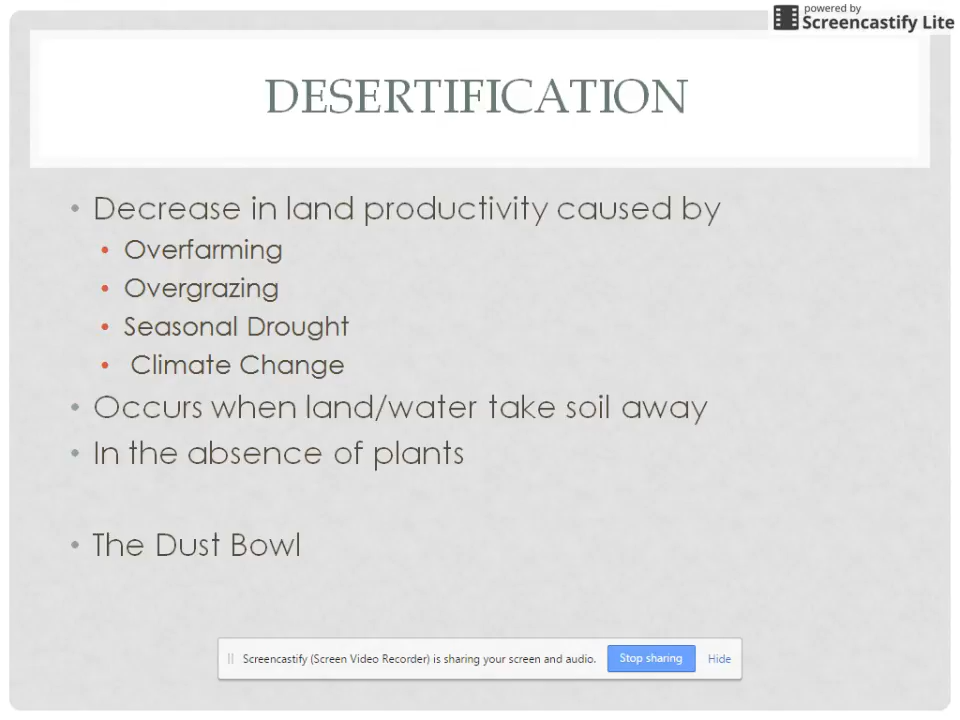 powered by
Screencastify Lite
DESERTIFICATION
• Decrease in land productivity caused by
• Overfarming
• Overgrazing
• Seasonal Drought
• Climate Change
• Occurs when land/water take soil away
• In the absence of plants
• The Dust Bowl
Screencastify (Screen Video Recorder) is sharing your screen and audio. Stop sharing Hide